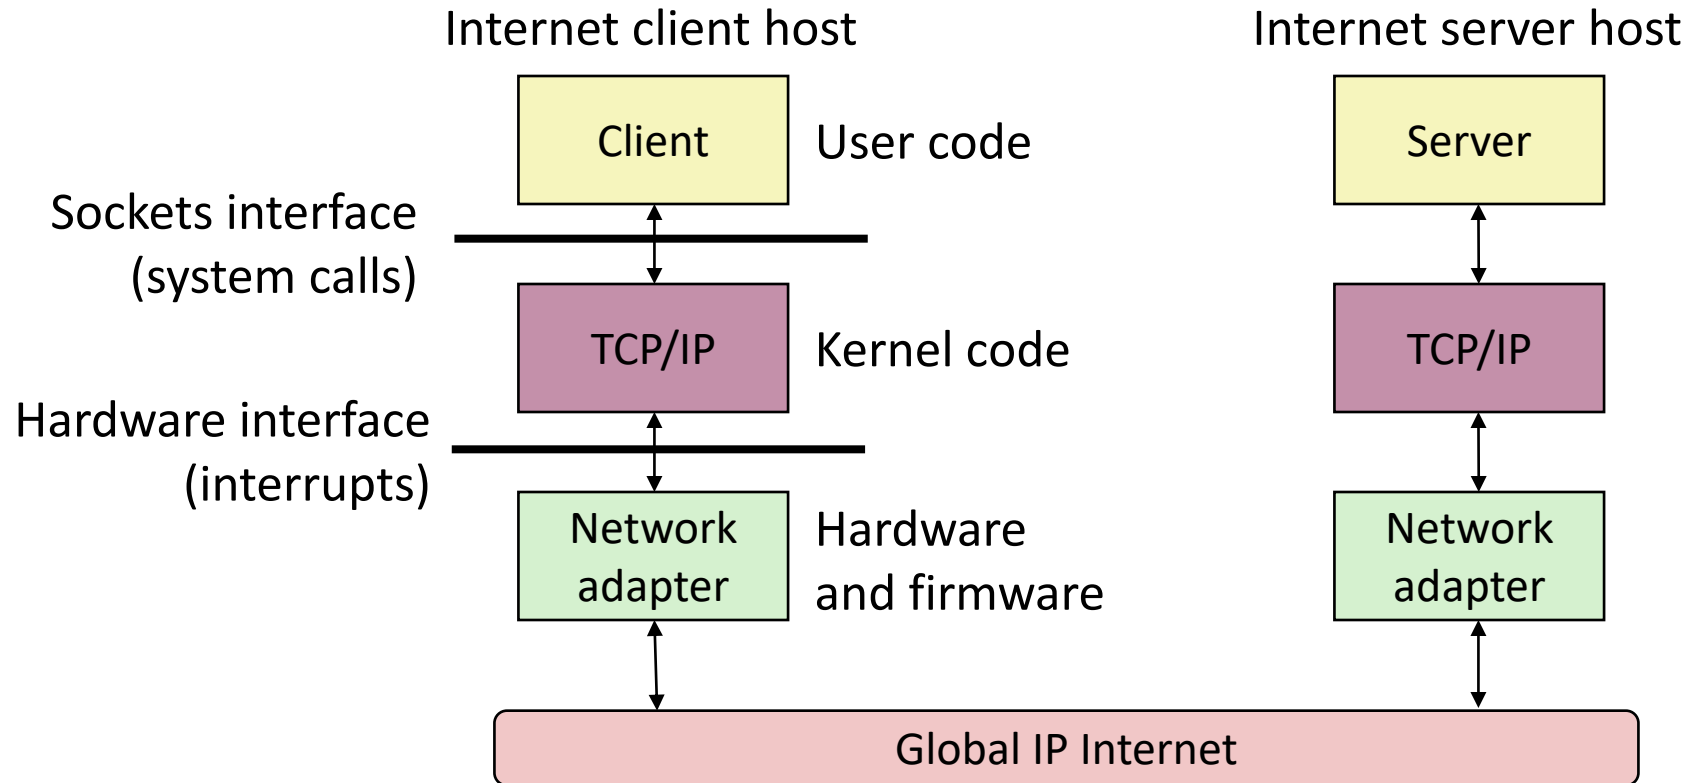 Internet client host
Internet server host
Client
User code
Server
Sockets interface
(system calls)
TCP/IP
Kernel code
TCP/IP
Hardware interface
(interrupts)
Network
adapter
Hardware
and firmware
Network
adapter
Global IP Internet